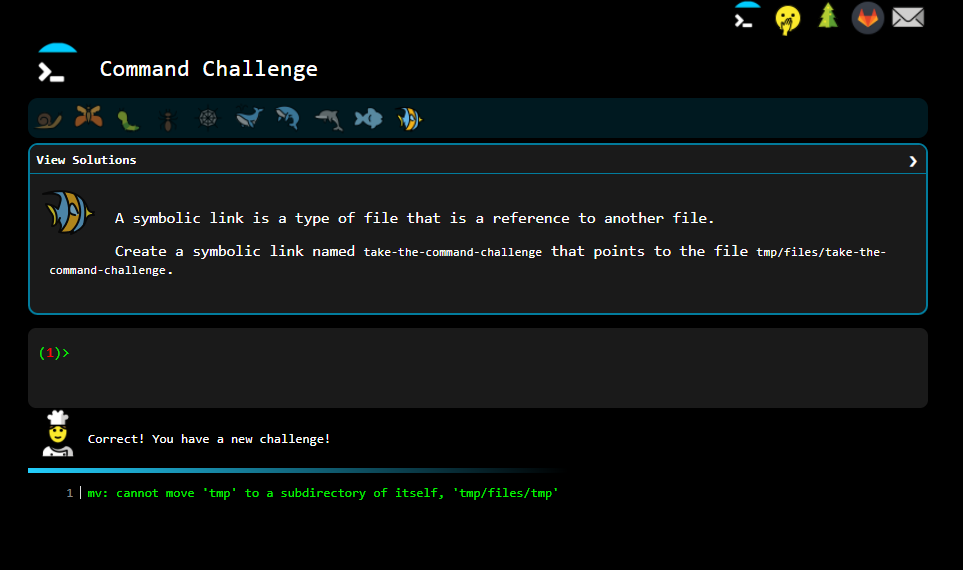 Command Challenge
View Solutions
A symbolic link is a type of file that is a reference to another file.
Create a symbolic link named take-the-command-challenge that points to the file tmp/files/take-the-
command-challenge.
(1)>
Correct! You have a new challenge!
1 mv: cannot move 'tmp' to a subdirectory of itself, 'tmp/files/tmp'